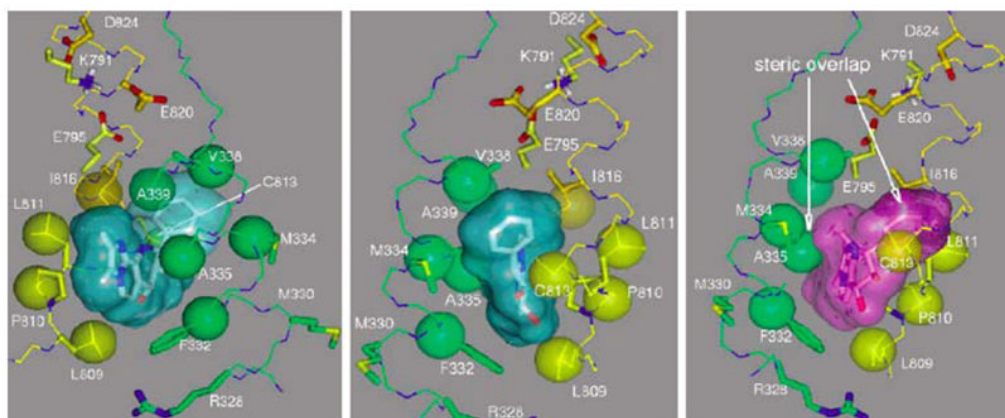 D824
K791
E820
E795
V338
I816
A339
C813
L811
M334
A335
P810
M330
F332
L809
R328
D824
K791
E820
E795
V338
I816
A339
L811
M334
C813
A335
P810
M330
F332
L809
R328
D824
K791
steric overlap
E820
V338
A339
E795
I816
M334
L811
A335
C813
M330
P810
F332
L809
R328